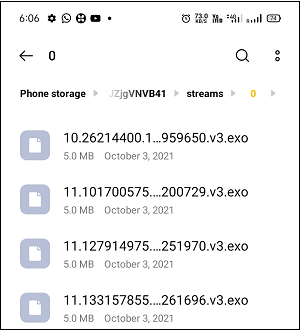 6:06 73.0 KB/S 4G 74
0
Phone storage JZjgVNVB41 streams 0
10.26214400.1...959650.v3.exo
5.0 MB October 3, 2021
11.101700575....200729.v3.exo
5.0 MB October 3, 2021
11.127914975....251970.v3.exo
5.0 MB October 3, 2021
11.133157855....261696.v3.exo
5.0 MB October 3, 2021